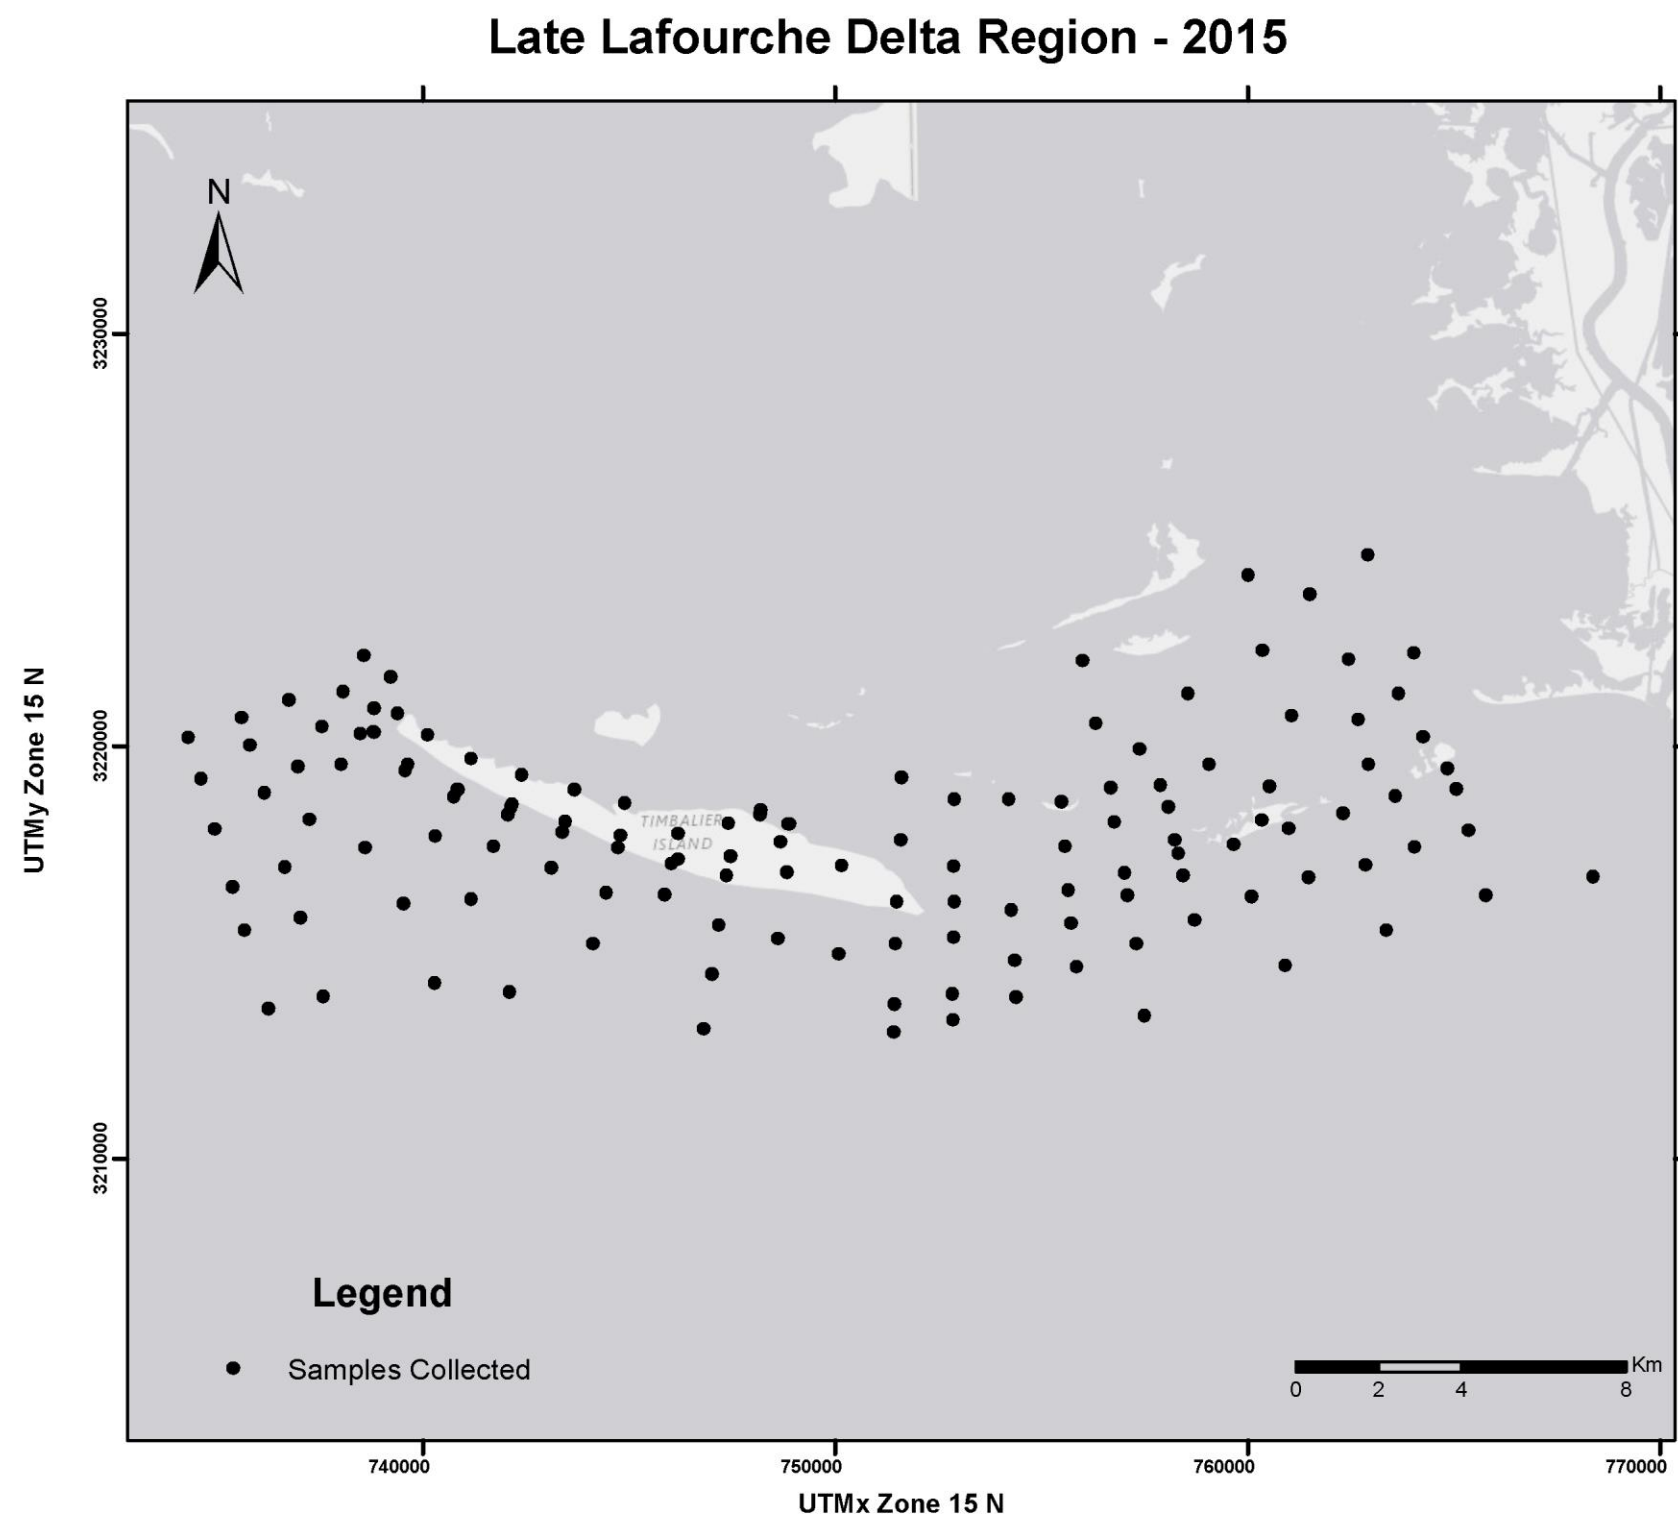 Late Lafourche Delta Region - 2015
N
3230000
3220000
3210000
UTMy Zone 15 N
TIMBALIER
ISLAND
Legend
Samples Collected
Km
0 2 4 8
740000 750000 760000 770000
UTMx Zone 15 N